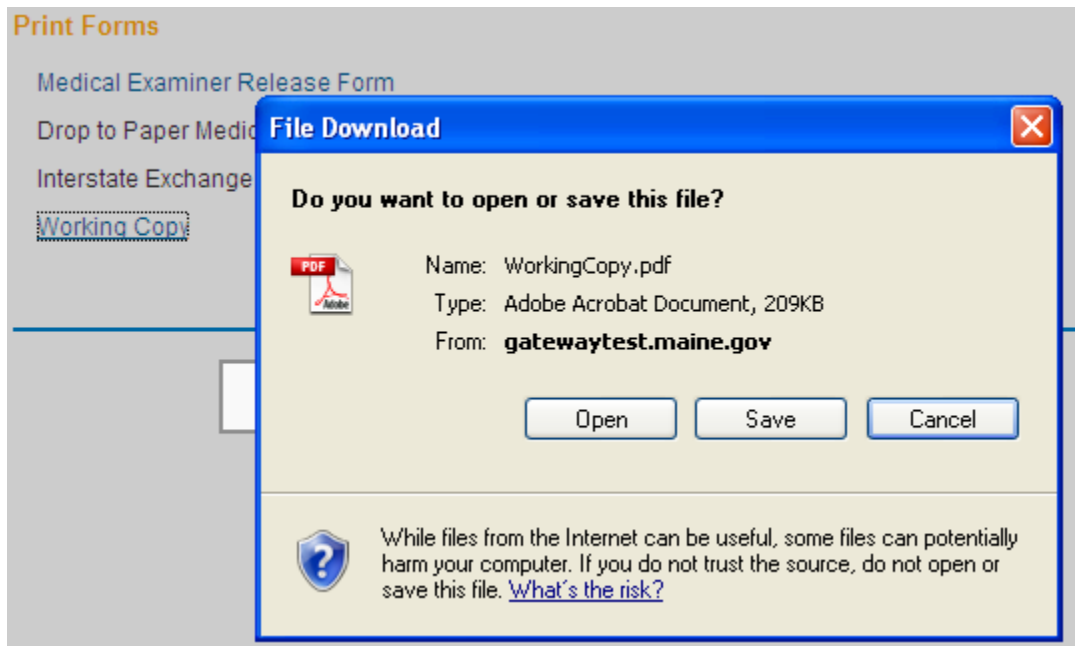 Print Forms
Medical Examiner Release Form
Drop to Paper Medic
Interstate Exchange
Working Copy
File Download
Do you want to open or save this file?
PDF
Adobe
Name: WorkingCopy.pdf
Type: Adobe Acrobat Document, 209KB
From: gatewaytest.maine.gov
Open Save Cancel
While files from the Internet can be useful, some files can potentially
harm your computer. If you do not trust the source, do not open or
save this file. What's the risk?